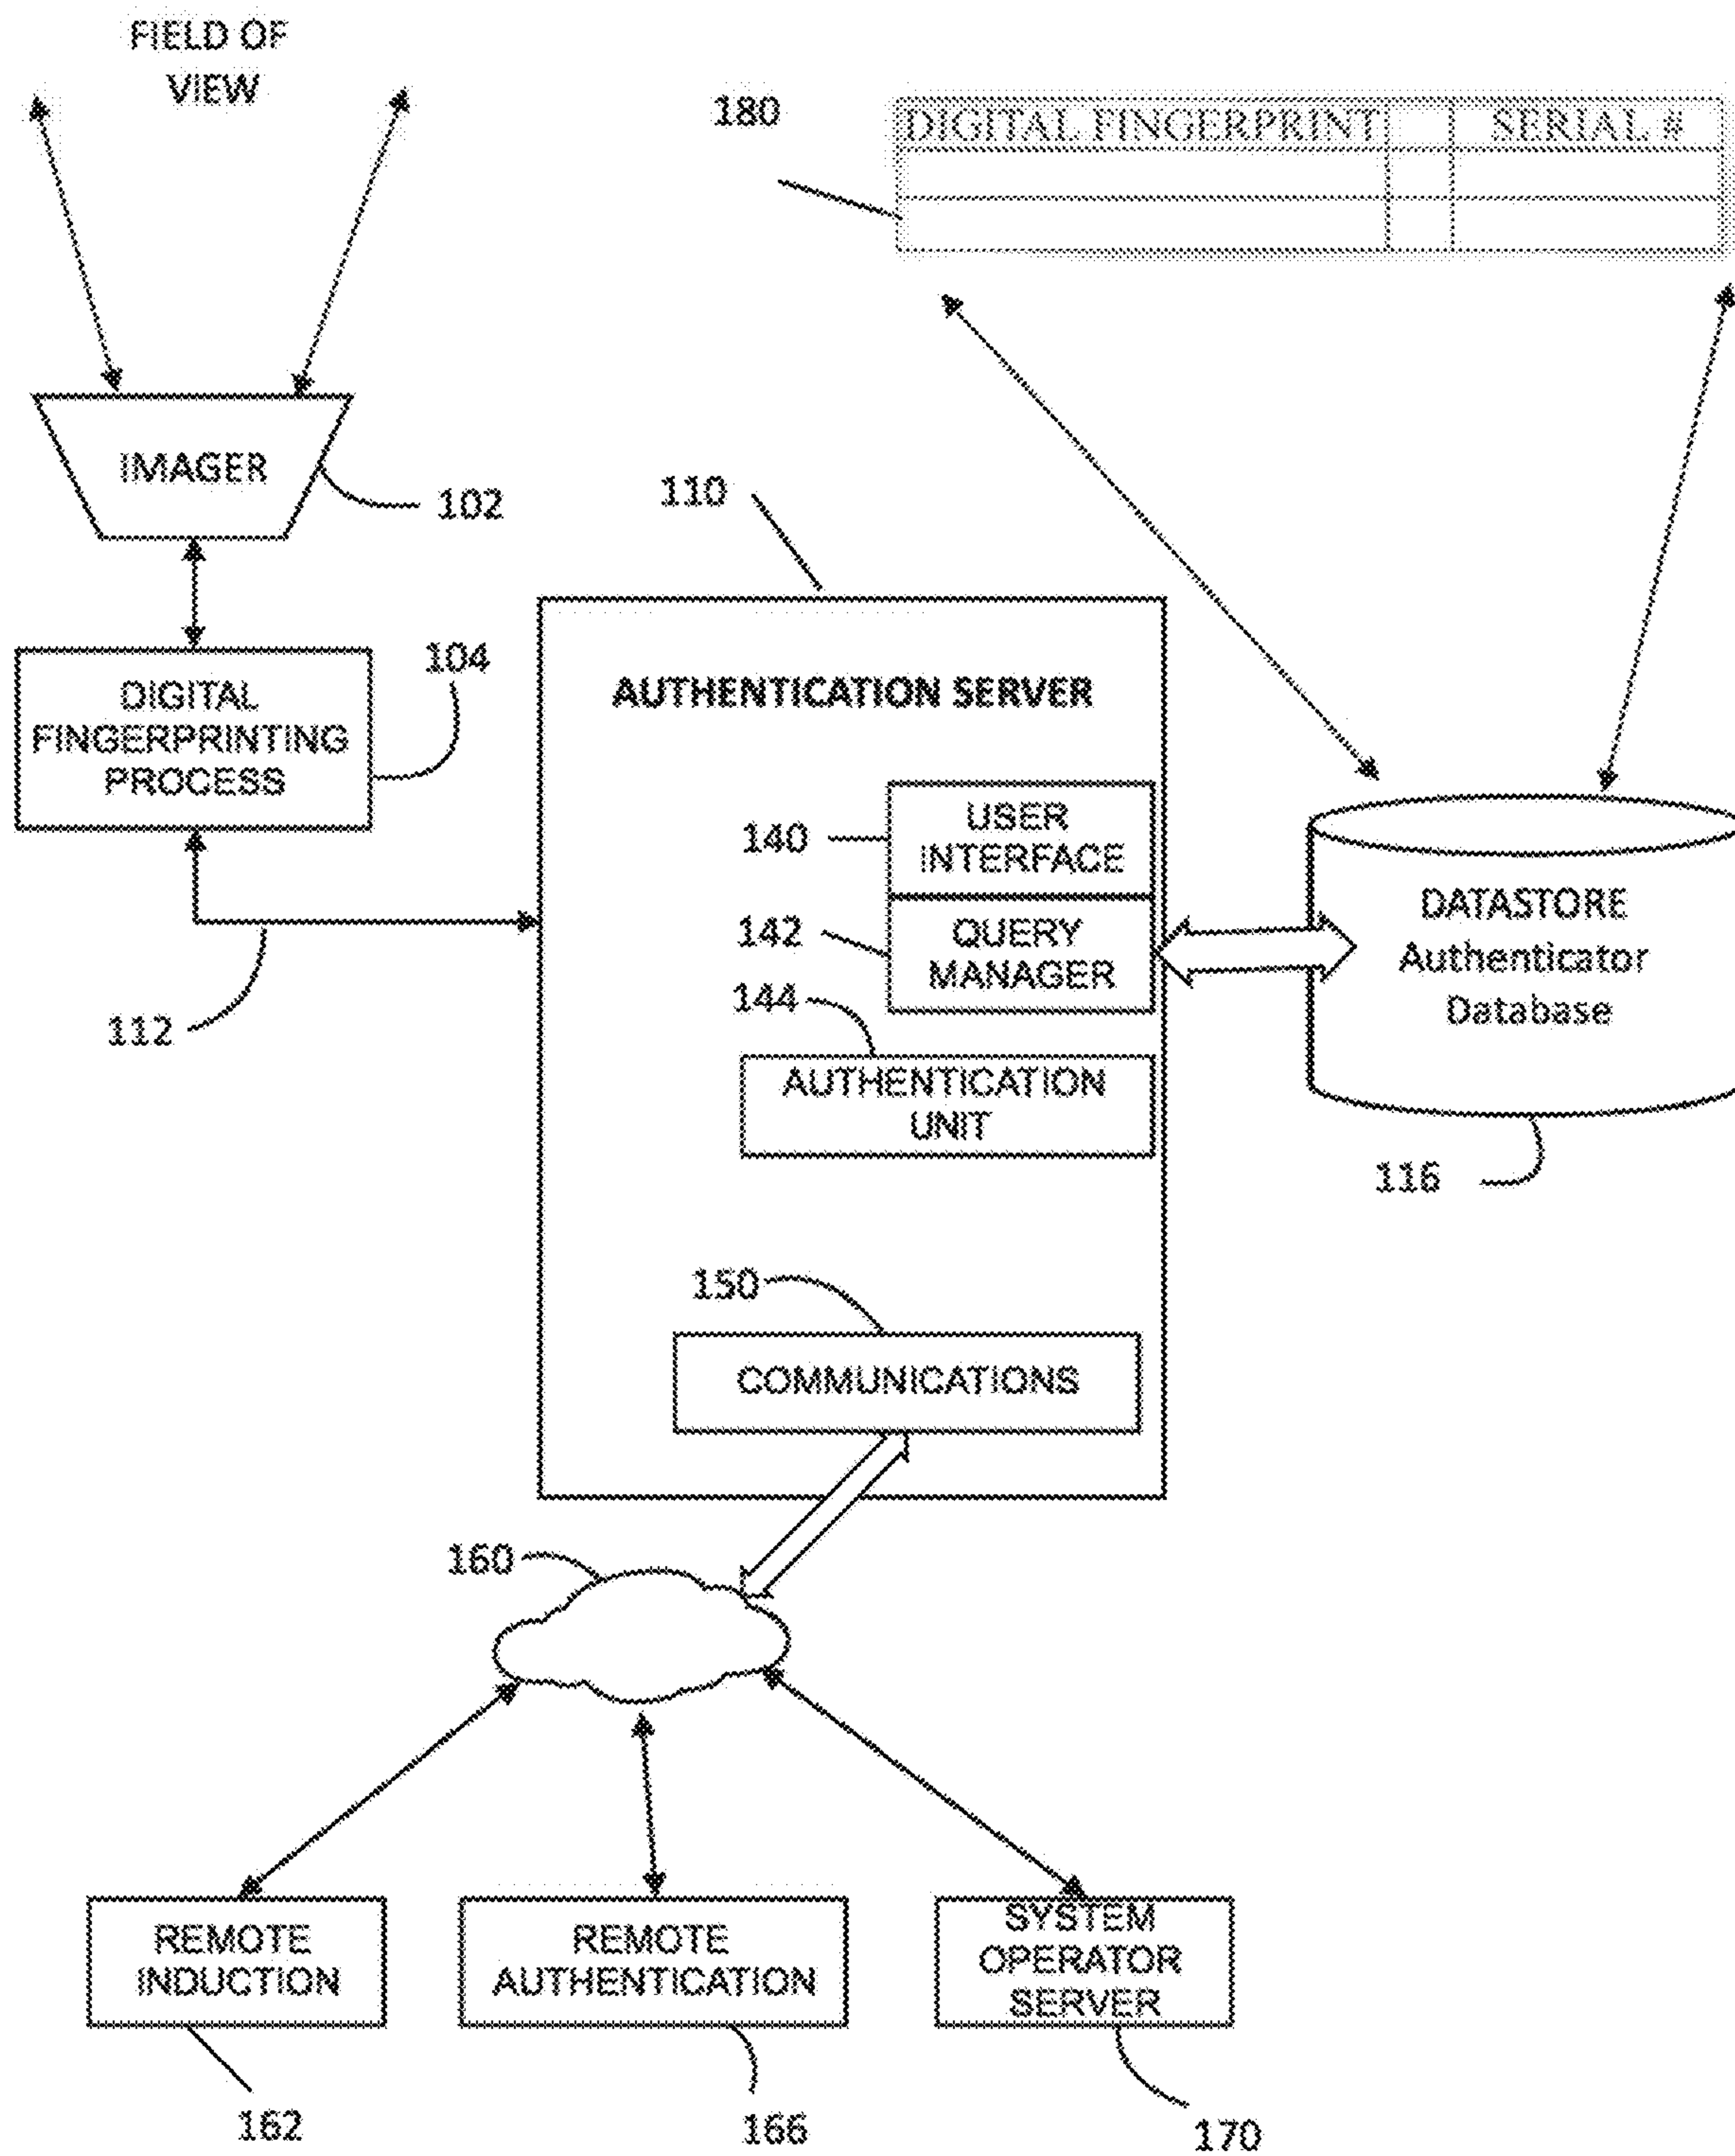 FIELD OF
VIEW
180
DIGITAL FINGERPRINT SERIAL #
IMAGER
102
110
104
DIGITAL
FINGERPRINTING
PROCESS
AUTHENTICATION SERVER
140
USER
INTERFACE
142
QUERY
MANAGER
DATASTORE
Authenticator
Database
112
144
AUTHENTICATION
UNIT
116
150
COMMUNICATIONS
160
REMOTE
INDUCTION
REMOTE
AUTHENTICATION
SYSTEM
OPERATOR
SERVER
162
166
170